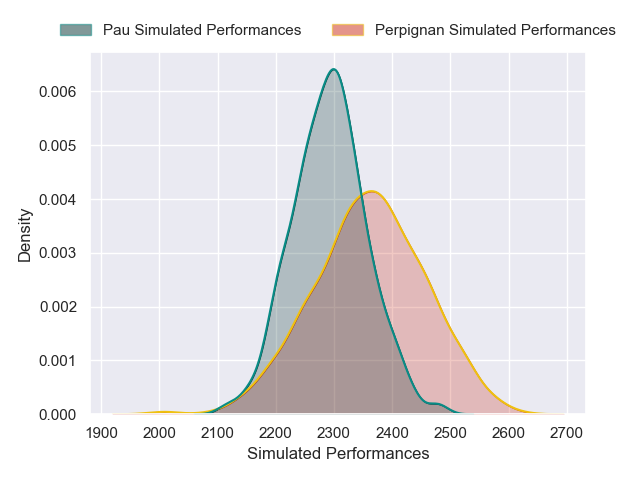 Pau Simulated Performances Perpignan Simulated Performances
0.006
0.005
0.004
0.003
0.002
0.001
0.000
Density
1900 2000 2100 2200 2300 2400 2500 2600 2700
Simulated Performances